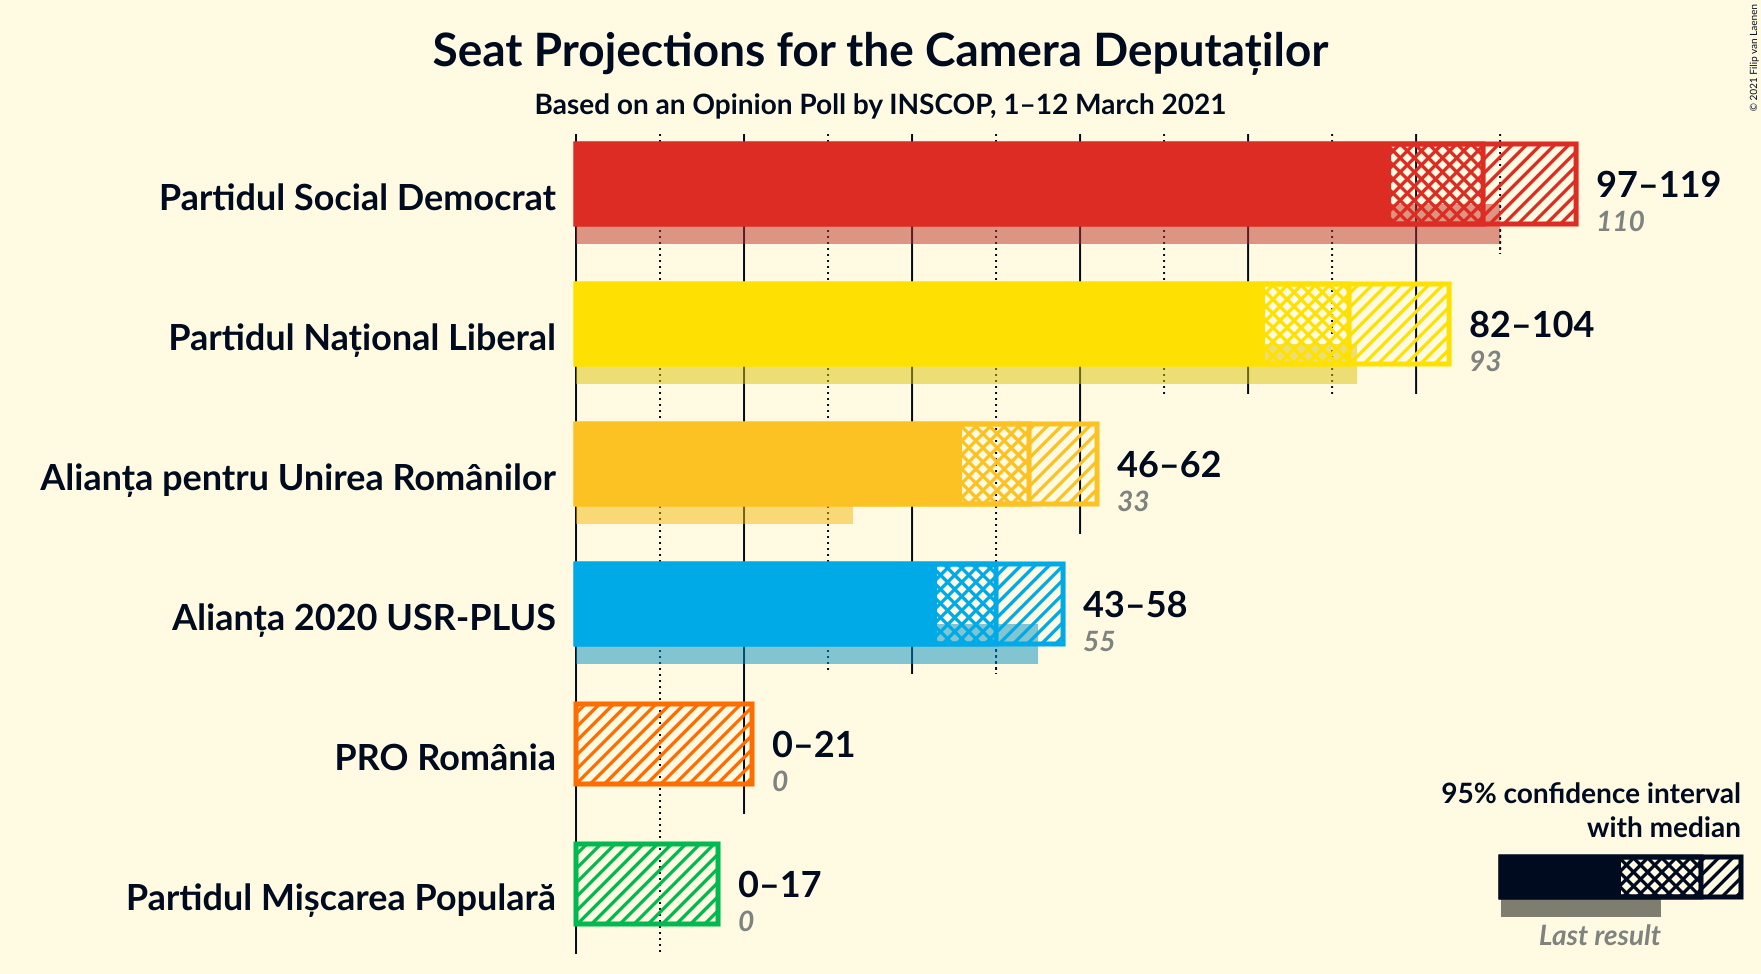 Seat Projections for the Camera Deputaților
Based on an Opinion Poll by INSCOP, 1–12 March 2021
© 2021 Filip van Laenen
Partidul Social Democrat
97–119
110
Partidul Național Liberal
82–104
93
Alianța pentru Unirea Românilor
46–62
33
Alianța 2020 USR-PLUS
43–58
55
PRO România
0–21
0
Partidul Mișcarea Populară
0–17
0
95% confidence interval
with median
Last result